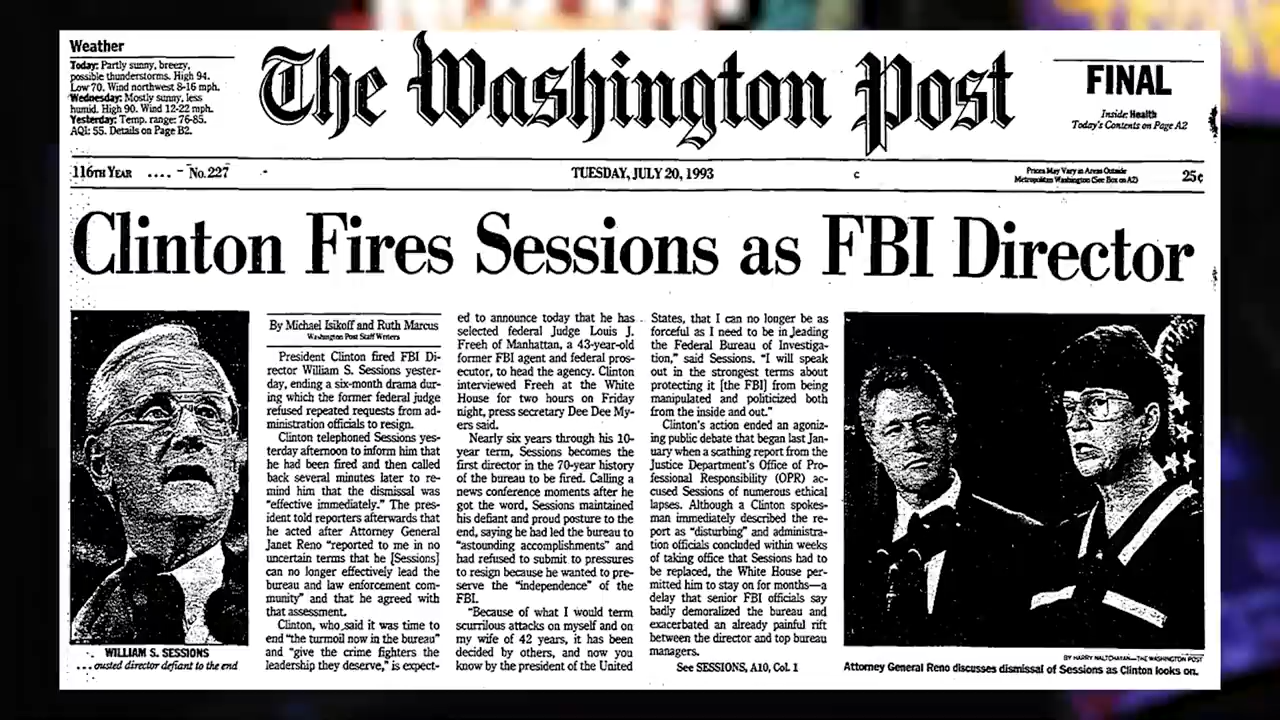 Weather
Today: Partly sunny, breezy,
possible thunderstorms. High 94.
Low 70. Wind northwest 8-16 mph.
Wednesday: Mostly sunny, less
humid. High 90. Wind 12-22 mph.
Yesterday: Temp. range: 76-85.
AQI: 55. Details on Page B2.
The Washington Post
FINAL
Inside: Health
Today's Contents on Page A2
116TH YEAR .... No. 227
TUESDAY, JULY 20, 1993
Prices May Vary in Areas Outside
Metropolitan Washington (See Box on A2)
25¢
Clinton Fires Sessions as FBI Director
WILLIAM S. SESSIONS
... ousted director defiant to the end
By Michael Isikoff and Ruth Marcus
Washington Post Staff Writers
President Clinton fired FBI Di-
rector William S. Sessions yester-
day, ending a six-month drama dur-
ing which the former federal judge
refused repeated requests from ad-
ministration officials to resign.
Clinton telephoned Sessions yes-
terday afternoon to inform him that
he had been fired and then called
back several minutes later to re-
mind him that the dismissal was
"effective immediately." The pres-
ident told reporters afterwards that
he acted after Attorney General
Janet Reno "reported to me in no
uncertain terms that he [Sessions]
can no longer effectively lead the
bureau and law enforcement com-
munity" and that he agreed with
that assessment.
Clinton, who said it was time to
end "the turmoil now in the bureau"
and "give the crime fighters the
leadership they deserve," is expect-
ed to announce today that he has
selected federal Judge Louis J.
Freeh of Manhattan, a 43-year-old
former FBI agent and federal pros-
ecutor, to head the agency. Clinton
interviewed Freeh at the White
House for two hours on Friday
night, press secretary Dee Dee My-
ers said.
Nearly six years through his 10-
year term, Sessions becomes the
first director in the 70-year history
of the bureau to be fired. Calling a
news conference moments after he
got the word, Sessions maintained
his defiant and proud posture to the
end, saying he had led the bureau to
"astounding accomplishments" and
had refused to submit to pressures
to resign because he wanted to pre-
serve the "independence" of the
FBI.
"Because of what I would term
scurrilous attacks on myself and on
my wife of 42 years, it has been
decided by others, and now you
know by the president of the United
States, that I can no longer be as
forceful as I need to be in leading
the Federal Bureau of Investiga-
tion," said Sessions. "I will speak
out in the strongest terms about
protecting it [the FBI] from being
manipulated and politicized both
from the inside and out."
Clinton's action ended an agoniz-
ing public debate that began last Jan-
uary when a scathing report from the
Justice Department's Office of Pro-
fessional Responsibility (OPR) ac-
cused Sessions of numerous ethical
lapses. Although a Clinton spokes-
man immediately described the re-
port as "disturbing" and administra-
tion officials concluded within weeks
of taking office that Sessions had to
be replaced, the White House per-
mitted him to stay on for months—a
delay that senior FBI officials say
badly demoralized the bureau and
exacerbated an already painful rift
between the director and top bureau
managers.
See SESSIONS, A10, Col. 1
BY HARRY NALTCHAYAN—THE WASHINGTON POST
Attorney General Reno discusses dismissal of Sessions as Clinton looks on.